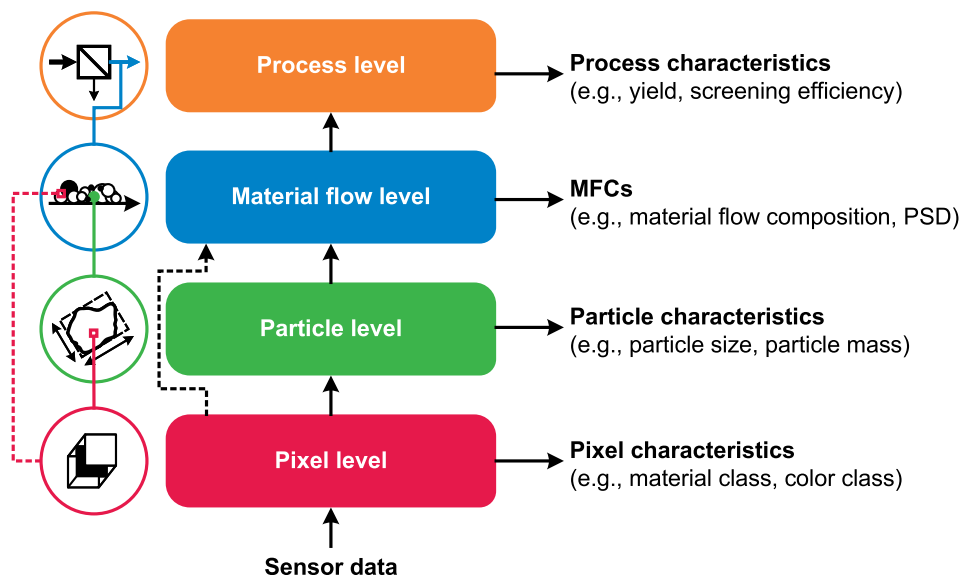 Process level
Process characteristics
(e.g., yield, screening efficiency)
Material flow level
MFCs
(e.g., material flow composition, PSD)
Particle level
Particle characteristics
(e.g., particle size, particle mass)
Pixel level
Pixel characteristics
(e.g., material class, color class)
Sensor data